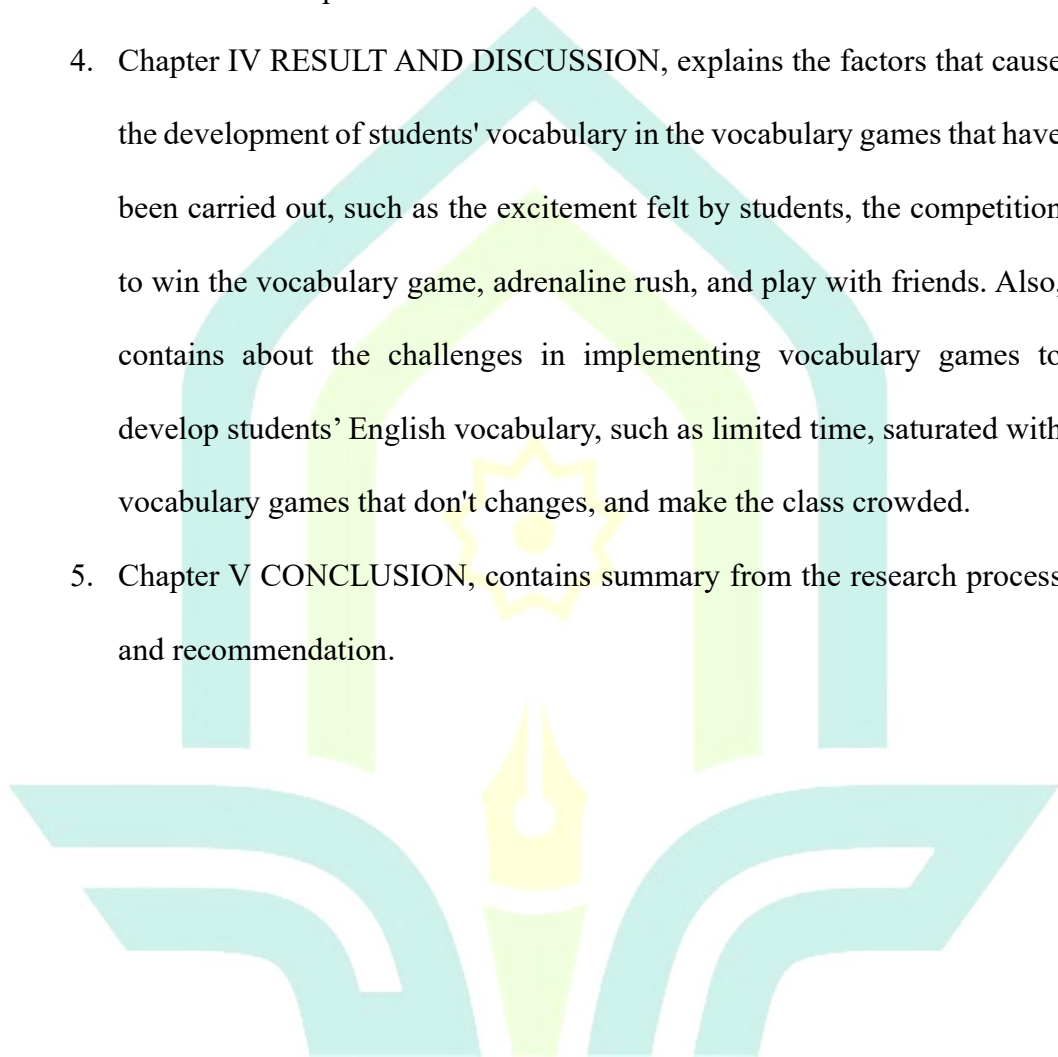 4. Chapter IV RESULT AND DISCUSSION, explains the factors that cause
the development of students' vocabulary in the vocabulary games that have
been carried out, such as the excitement felt by students, the competition
to win the vocabulary game, adrenaline rush, and play with friends. Also,
contains about the challenges in implementing vocabulary games to
develop students’ English vocabulary, such as limited time, saturated with
vocabulary games that don't changes, and make the class crowded.
5. Chapter V CONCLUSION, contains summary from the research process
and recommendation.